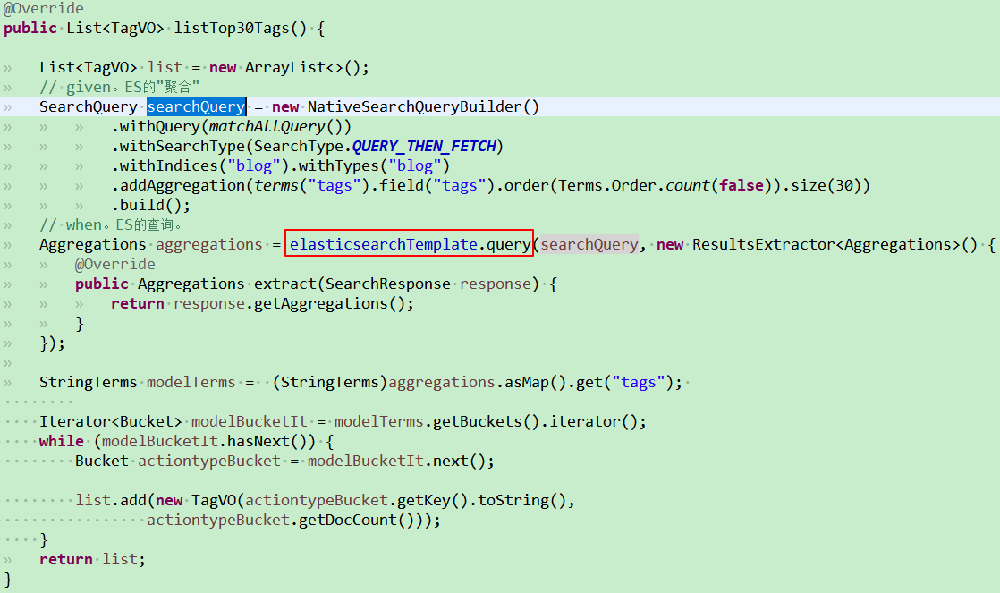 @Override
public List<TagVO> listTop30Tags() {
List<TagVO> list = new ArrayList<>();
// given。ES的"聚合"
SearchQuery searchQuery = new NativeSearchQueryBuilder()
.withQuery(matchAllQuery())
.withSearchType(SearchType.QUERY_THEN_FETCH)
.withIndices("blog").withTypes("blog")
.addAggregation(terms("tags").field("tags").order(Terms.Order.count(false)).size(30))
.build();
// when。ES的查询。
Aggregations aggregations = elasticsearchTemplate.query(searchQuery, new ResultsExtractor<Aggregations>() {
@Override
public Aggregations extract(SearchResponse response) {
return response.getAggregations();
}
});
StringTerms modelTerms =  (StringTerms)aggregations.asMap().get("tags");
Iterator<Bucket> modelBucketIt = modelTerms.getBuckets().iterator();
while (modelBucketIt.hasNext()) {
Bucket actiontypeBucket = modelBucketIt.next();
list.add(new TagVO(actiontypeBucket.getKey().toString(),
actiontypeBucket.getDocCount()));
}
return list;
}